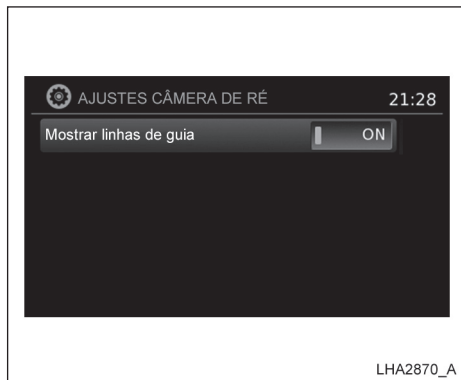 AJUSTES CÂMERA DE RÉ 21:28
Mostrar linhas de guia ON
LHA2870_A